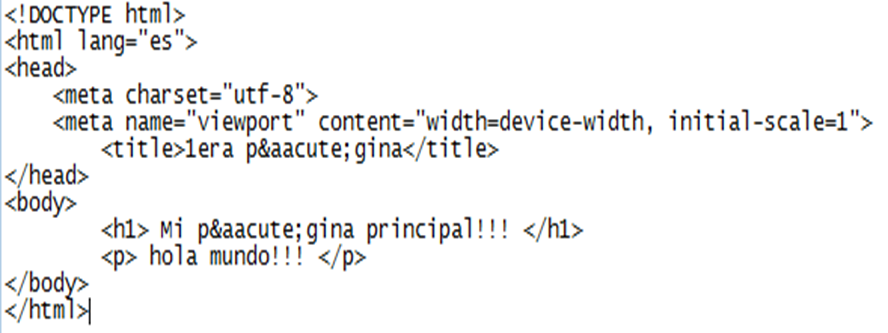 <!DOCTYPE html>
<html lang="es">
<head>
<meta charset="utf-8">
<meta name="viewport" content="width=device-width, initial-scale=1">
<title>1era p&aacute;gina</title>
</head>
<body>
<h1> Mi p&aacute;gina principal!!! </h1>
<p> hola mundo!!! </p>
</body>
</html>